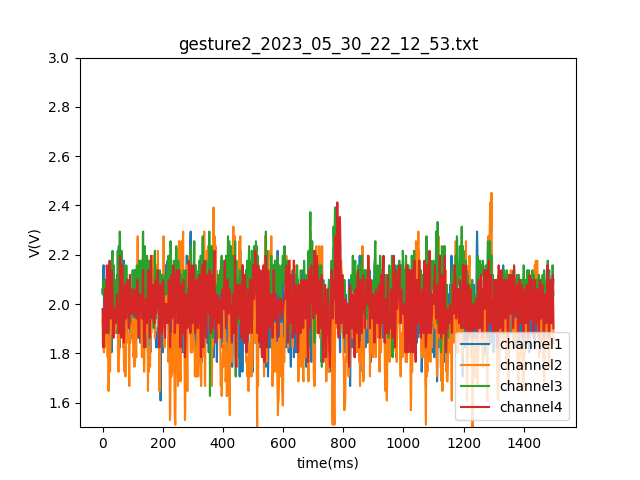 gesture2_2023_05_30_22_12_53.txt
3.0
2.8
2.6
2.4
2.2
2.0
1.8
1.6
V(V)
channel1
channel2
channel3
channel4
0 200 400 600 800 1000 1200 1400
time(ms)